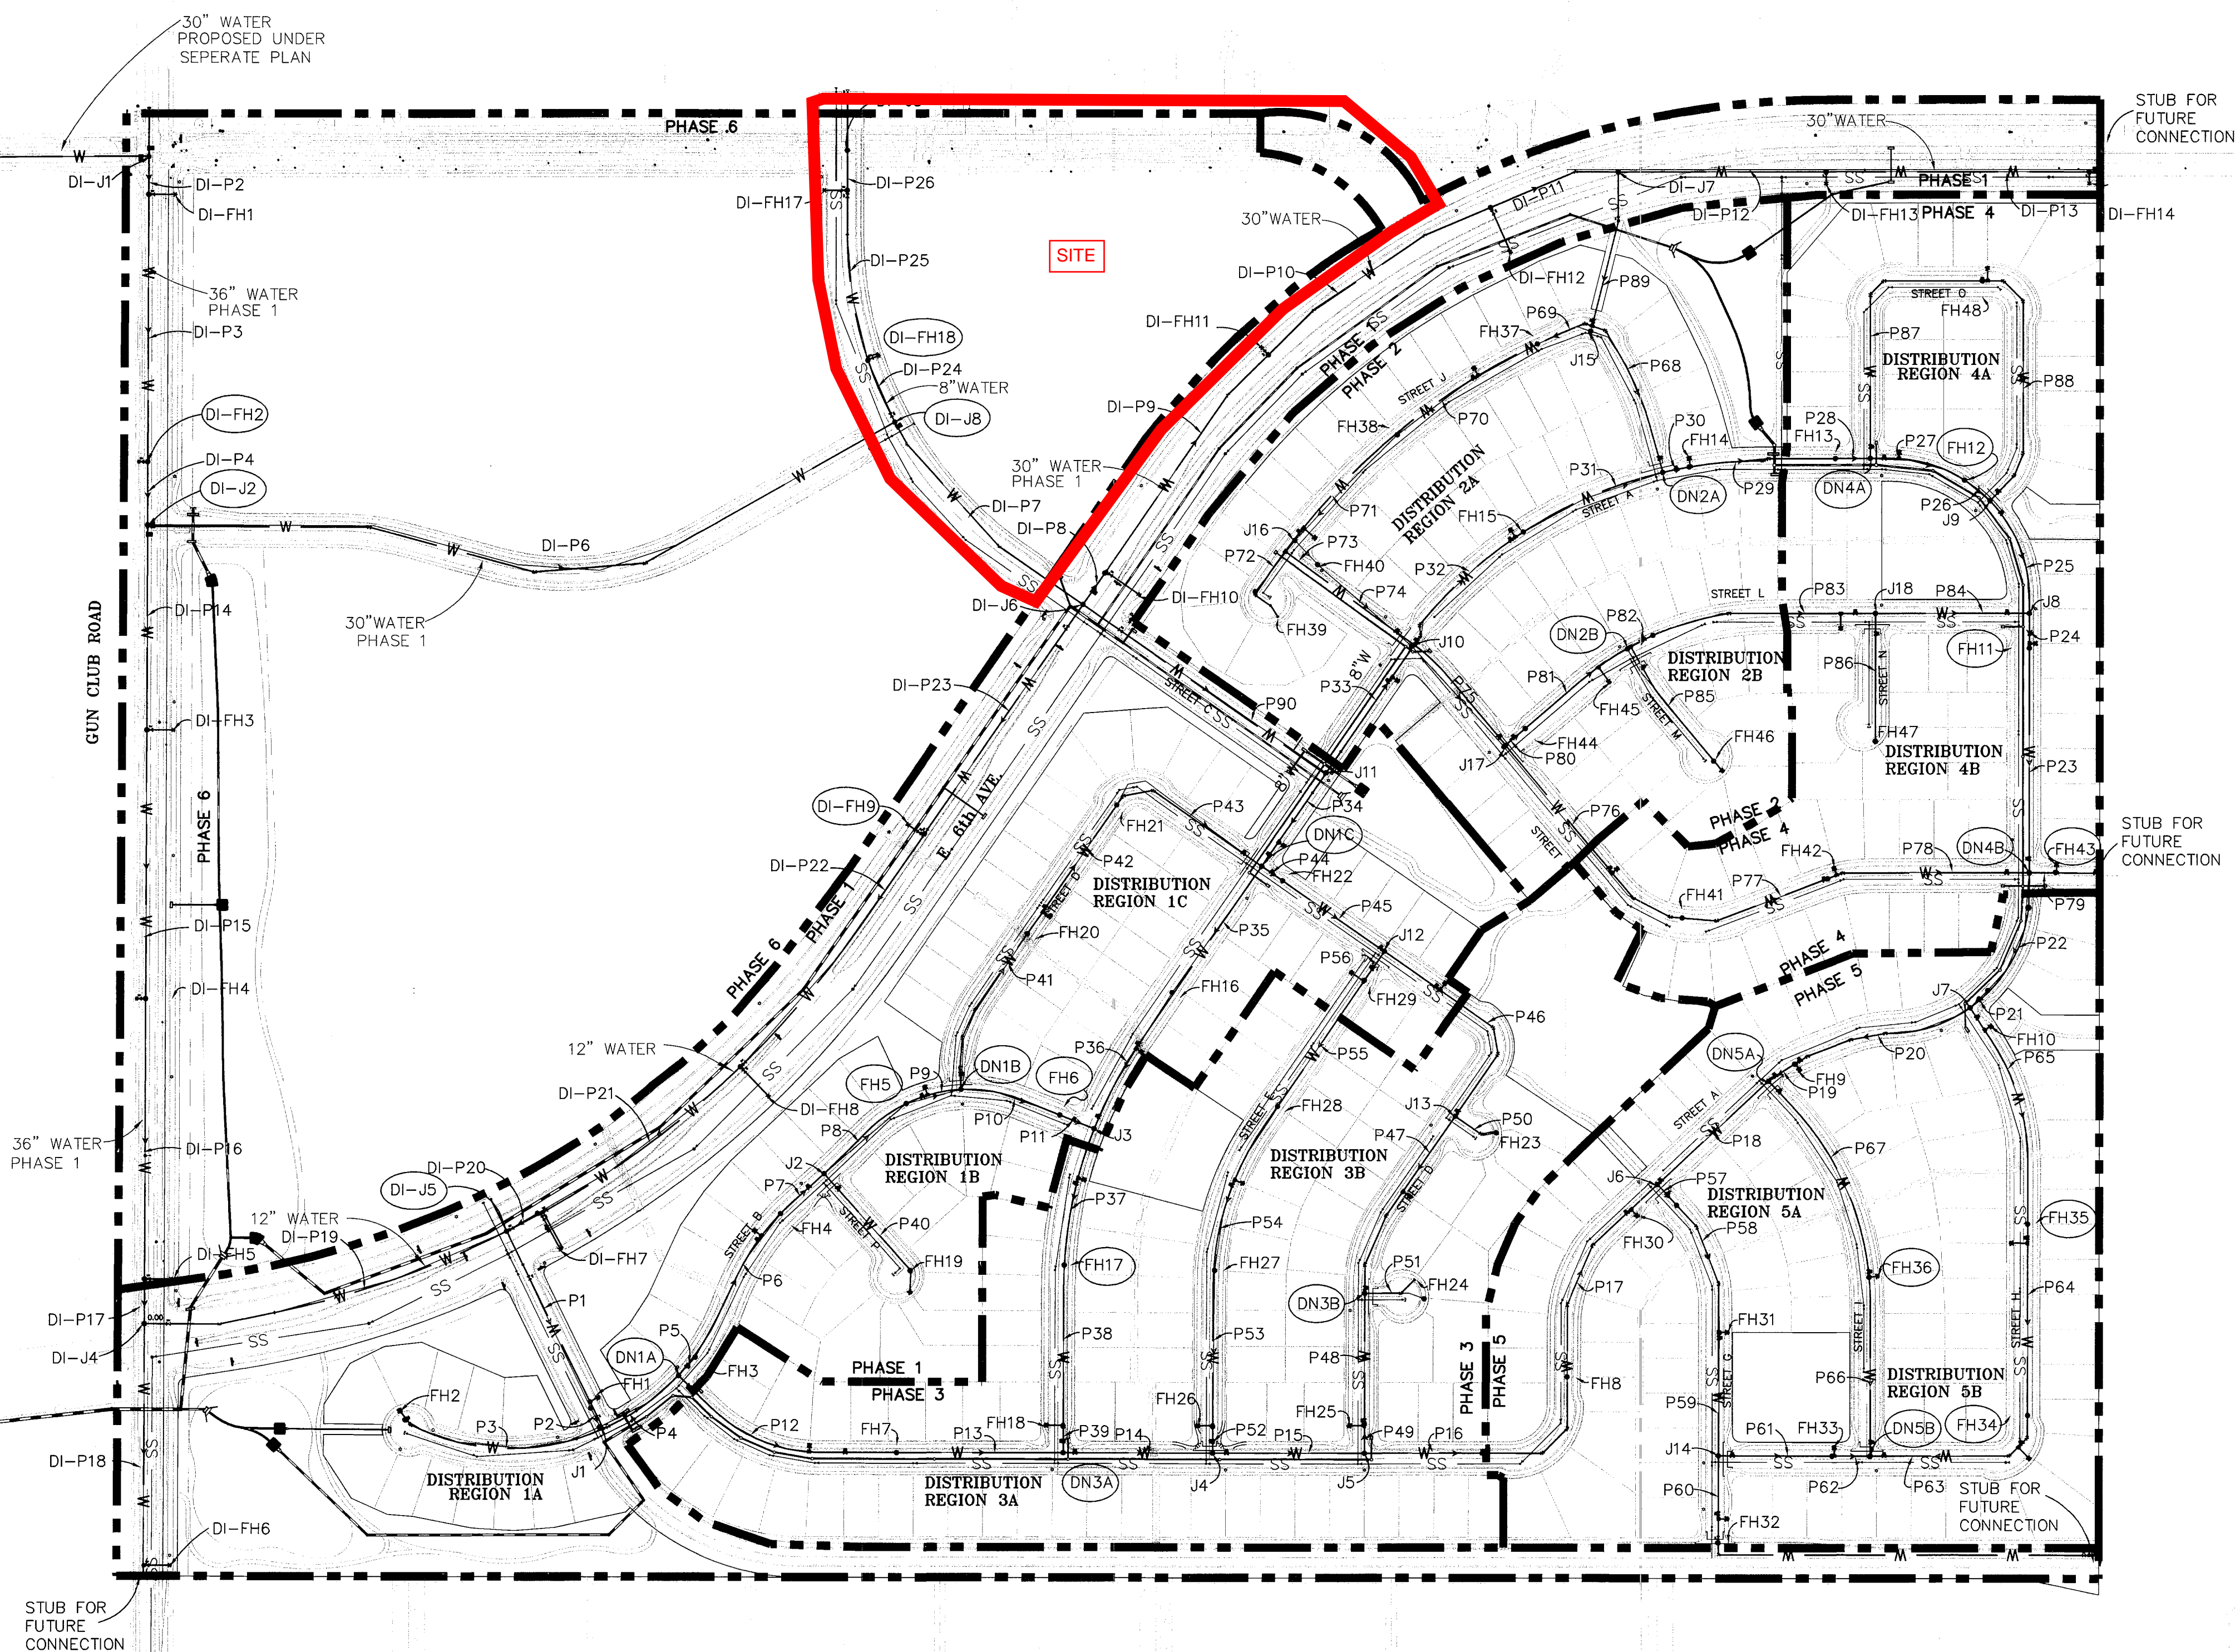 30" WATER
PROPOSED UNDER
SEPERATE PLAN
PHASE 6
STUB FOR
FUTURE
CONNECTION
30"WATER
W
DI-J1
DI-P2
DI-FH1
DI-FH17
DI-P26
SITE
DI-P25
30"WATER
DI-P10
DI-P11
DI-J7
DI-P12
DI-FH13
PHASE 1
PHASE 4
DI-P13
DI-FH14
DI-FH12
P89
36" WATER
PHASE 1
DI-P3
DI-FH18
DI-P24
8"WATER
DI-J8
DI-FH11
DI-P9
PHASE 1
PHASE 2
FH37
P69
J15
P68
STREET J
P70
FH38
STREET O
FH48
P87
DISTRIBUTION
REGION 4A
P88
DI-FH2
DI-P4
DI-J2
30" WATER
PHASE 1
DI-P7
DI-P8
DISTRIBUTION
REGION 2A
P30
FH14
P31
STREET A
DN2A
P29
P28
FH13
DN4A
P27
FH12
P26
J9
DI-P6
30"WATER
PHASE 1
DI-P14
GUN CLUB ROAD
P71
J16
P72
P73
FH40
P74
FH39
FH15
P32
P25
DI-J6
DI-FH10
J10
STREET L
P83
J18
P84
J8
P24
FH11
DN2B
P82
DISTRIBUTION
REGION 2B
P86
STREET N
DI-P23
STREET C
P90
8"W
P33
P75
P81
FH45
STREET M
P85
FH46
FH44
P80
J17
FH47
DISTRIBUTION
REGION 4B
P23
DI-FH3
PHASE 6
E. 6th AVE.
DI-FH9
8"
J11
P34
P43
FH21
DN1C
P44
FH22
P42
STREET D
DISTRIBUTION
REGION 1C
P76
STREET
PHASE 2
PHASE 4
FH42
P78
DN4B
FH43
STUB FOR
FUTURE
CONNECTION
P77
FH41
P79
DI-P22
PHASE 6
PHASE 1
DI-P15
DI-FH4
FH20
P41
P35
P45
J12
P56
FH16
FH29
P46
P22
PHASE 4
PHASE 5
J7
P21
FH10
P65
P20
12" WATER
DI-P21
DI-FH8
P9
FH5
DN1B
FH6
P36
P55
STREET E
FH28
DN5A
FH9
P19
STREET A
P18
36" WATER
PHASE 1
DI-P16
P8
P10
P11
J3
J2
P7
DISTRIBUTION
REGION 1B
DISTRIBUTION
REGION 3B
J13
P50
FH23
P47
STREET D
P67
J6
P57
DISTRIBUTION
REGION 5A
P58
FH30
DI-P20
DI-J5
12" WATER
DI-P19
DI-FH5
DI-FH7
STREET B
FH4
STREET P
P40
FH19
P6
P37
FH17
P54
FH27
P51
FH24
DN3B
P17
FH36
FH35
P64
DI-P17
DI-J4
P1
P5
DN1A
FH3
PHASE 1
PHASE 3
P38
P53
P48
PHASE 3
PHASE 5
FH31
STREET G
STREET I
STREET H
P66
DISTRIBUTION
REGION 5B
FH2
FH1
P3
P2
P4
J1
P12
FH7
P13
FH18
P39
P14
FH26
P52
P15
FH25
P49
P16
FH8
P59
P61
FH33
DN5B
FH34
DI-P18
DISTRIBUTION
REGION 1A
DISTRIBUTION
REGION 3A
DN3A
J4
J5
J14
P60
P62
P63
STUB FOR
FUTURE
CONNECTION
DI-FH6
FH32
STUB FOR
FUTURE
CONNECTION